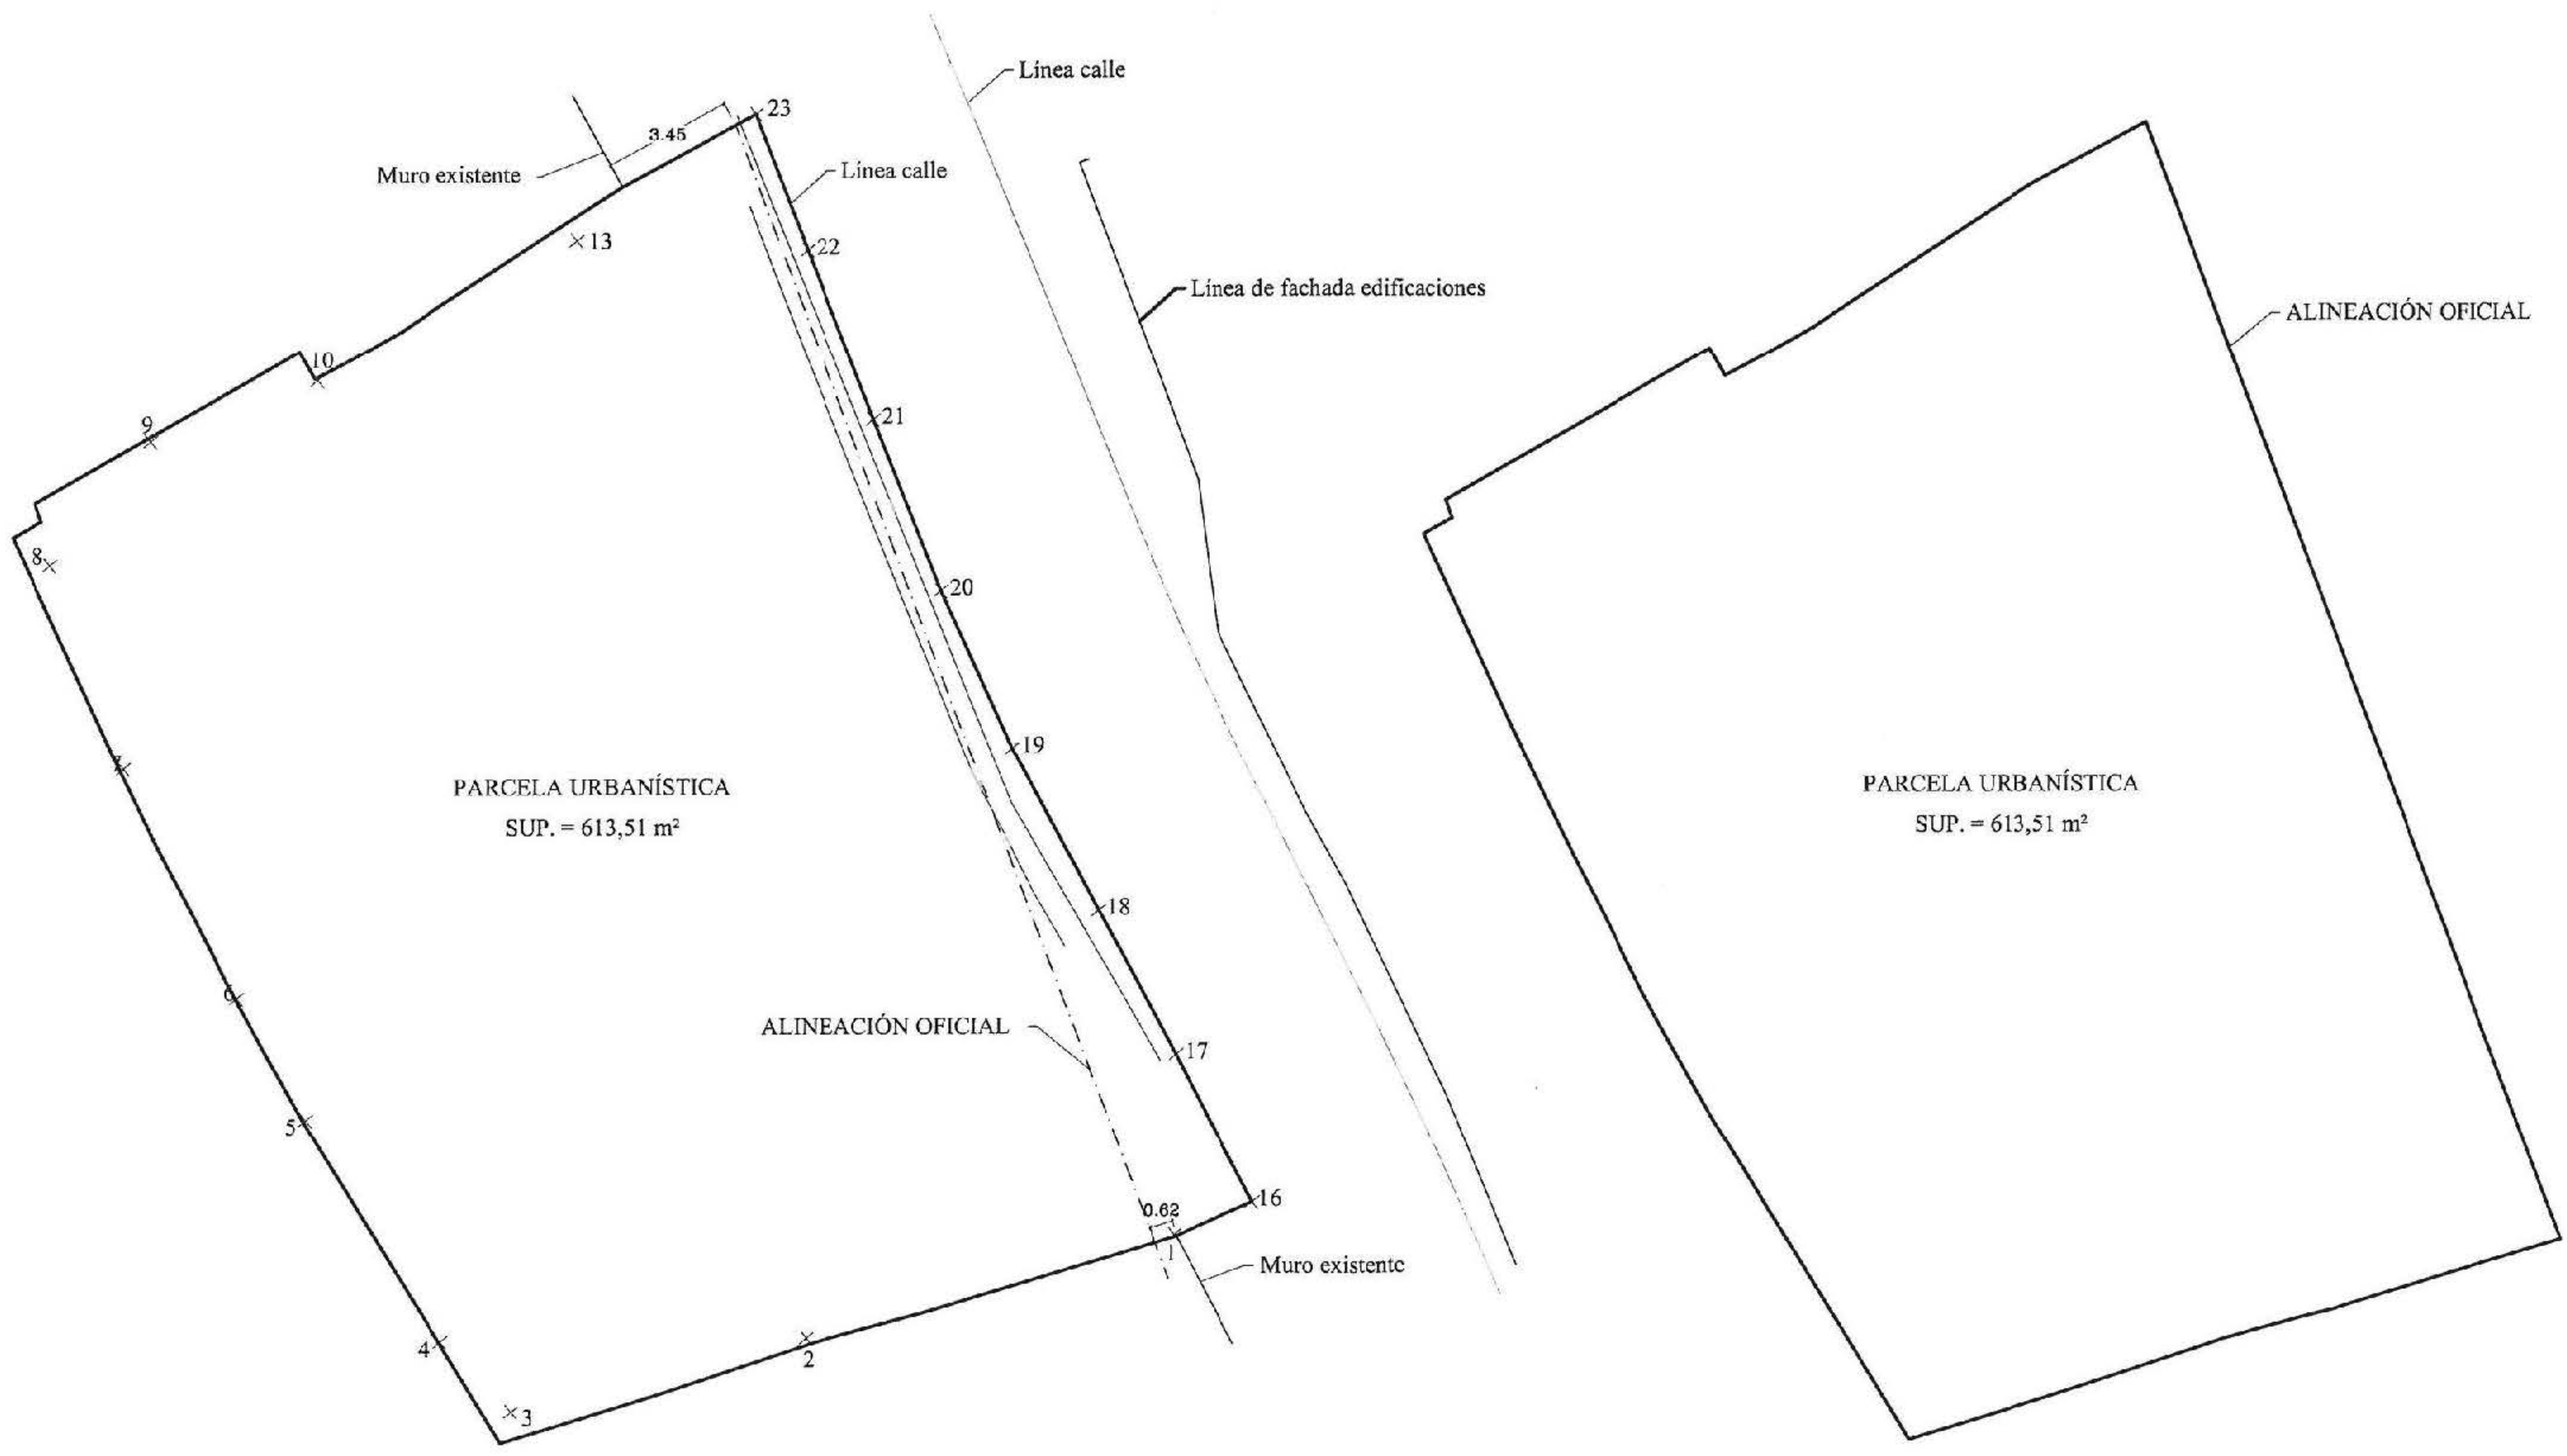 Línea calle
23
3.45
Muro existente
Línea calle
13
22
Línea de fachada edificaciones
ALINEACIÓN OFICIAL
10
9
21
8
20
19
7
PARCELA URBANÍSTICA
SUP. = 613,51 m²
PARCELA URBANÍSTICA
SUP. = 613,51 m²
18
6
ALINEACIÓN OFICIAL
17
5
16
0.62
1
Muro existente
4
2
3